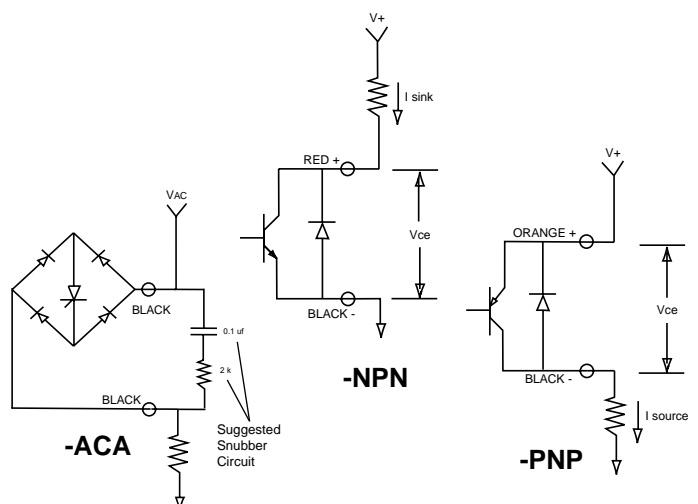 VAC
BLACK
0.1 uf
2 k
BLACK
Suggested
Snubber
Circuit
-ACA
V+
I sink
RED +
Vce
BLACK -
-NPN
V+
ORANGE +
Vce
BLACK -
I source
-PNP